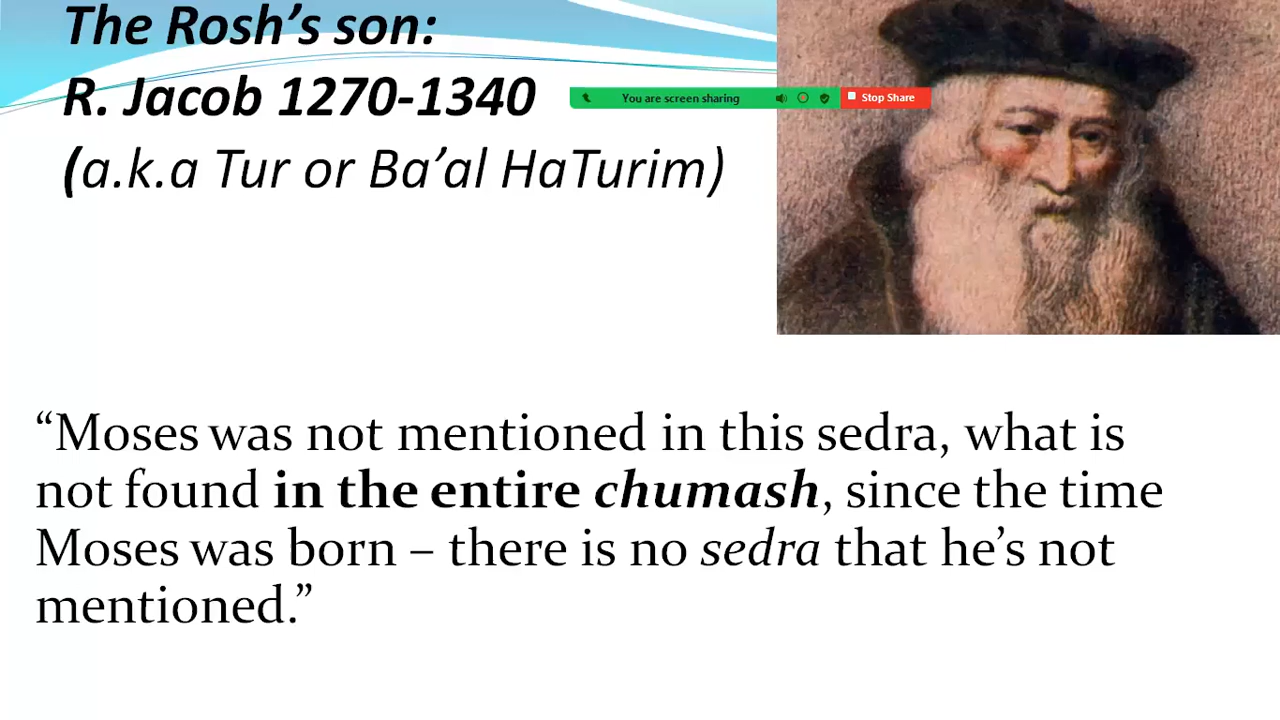 The Rosh’s son:
R. Jacob 1270-1340
You are screen sharing
Stop Share
(a.k.a Tur or Ba’al HaTurim)
“Moses was not mentioned in this sedra, what is
not found in the entire chumash, since the time
Moses was born – there is no sedra that he’s not
mentioned.”